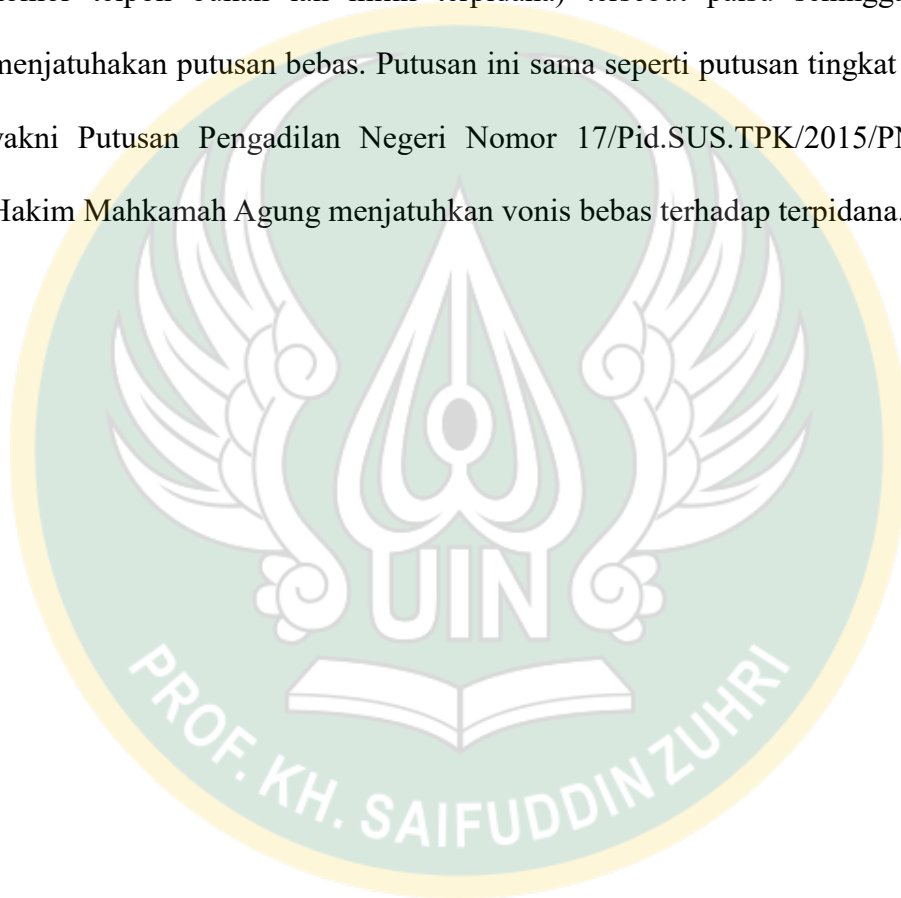 menjatuhakan putusan bebas. Putusan ini sama seperti putusan tingkat
yakni Putusan Pengadilan Negeri Nomor 17/Pid.SUS.TPK/2015/PN
Hakim Mahkamah Agung menjatuhkan vonis bebas terhadap terpidana.
UIN
PROF. KH. SAIFUDDIN ZUHRI